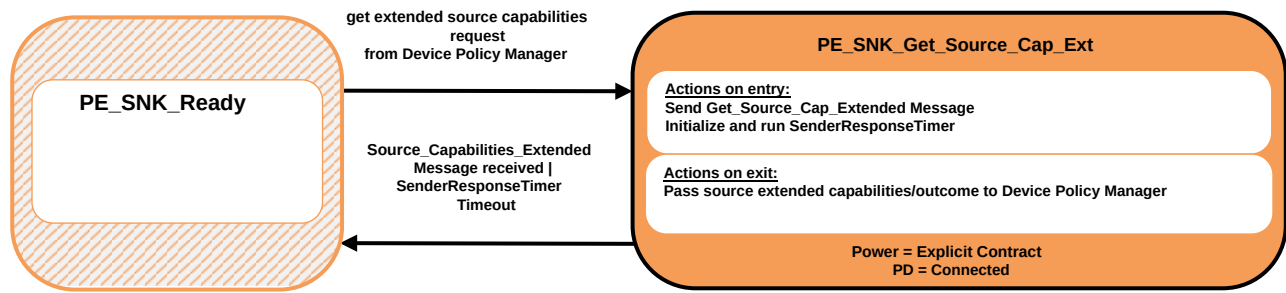 get extended source capabilities
request
from Device Policy Manager
PE_SNK_Ready
Source_Capabilities_Extended
Message received |
SenderResponseTimer
Timeout
PE_SNK_Get_Source_Cap_Ext
Actions on entry:
Send Get_Source_Cap_Extended Message
Initialize and run SenderResponseTimer
Actions on exit:
Pass source extended capabilities/outcome to Device Policy Manager
Power = Explicit Contract
PD = Connected